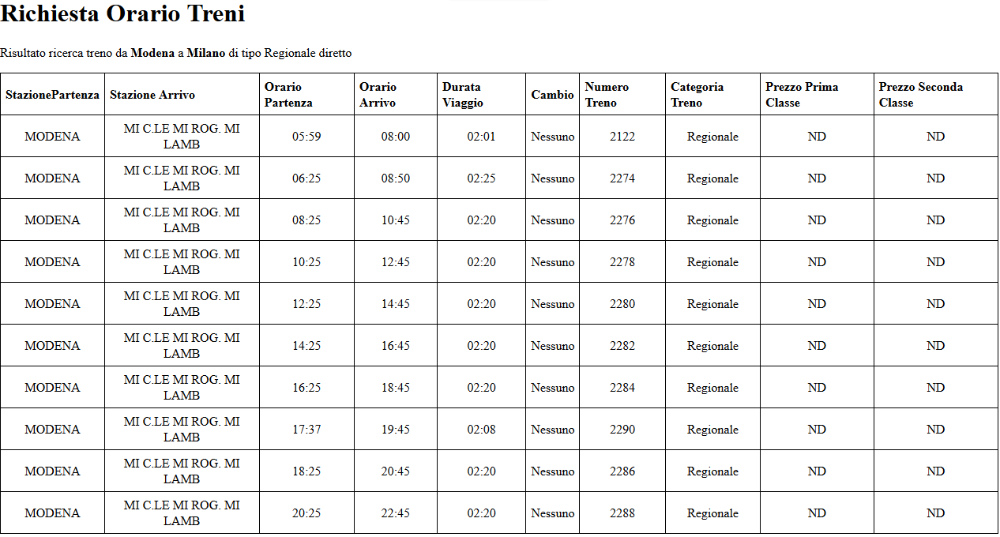 Richiesta Orario Treni
Risultato ricerca treno da Modena a Milano di tipo Regionale diretto
StazionePartenza Stazione Arrivo Orario Partenza Orario Arrivo Durata Viaggio Cambio Numero Treno Categoria Treno Prezzo Prima Classe Prezzo Seconda Classe
MODENA MI C.LE MI ROG. MI LAMB 05:59 08:00 02:01 Nessuno 2122 Regionale ND ND
MODENA MI C.LE MI ROG. MI LAMB 06:25 08:50 02:25 Nessuno 2274 Regionale ND ND
MODENA MI C.LE MI ROG. MI LAMB 08:25 10:45 02:20 Nessuno 2276 Regionale ND ND
MODENA MI C.LE MI ROG. MI LAMB 10:25 12:45 02:20 Nessuno 2278 Regionale ND ND
MODENA MI C.LE MI ROG. MI LAMB 12:25 14:45 02:20 Nessuno 2280 Regionale ND ND
MODENA MI C.LE MI ROG. MI LAMB 14:25 16:45 02:20 Nessuno 2282 Regionale ND ND
MODENA MI C.LE MI ROG. MI LAMB 16:25 18:45 02:20 Nessuno 2284 Regionale ND ND
MODENA MI C.LE MI ROG. MI LAMB 17:37 19:45 02:08 Nessuno 2290 Regionale ND ND
MODENA MI C.LE MI ROG. MI LAMB 18:25 20:45 02:20 Nessuno 2286 Regionale ND ND
MODENA MI C.LE MI ROG. MI LAMB 20:25 22:45 02:20 Nessuno 2288 Regionale ND ND